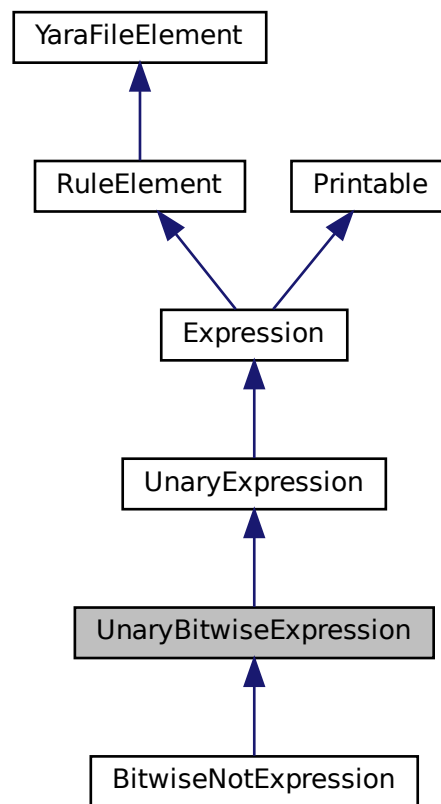 YaraFileElement
RuleElement
Printable
Expression
UnaryExpression
UnaryBitwiseExpression
BitwiseNotExpression